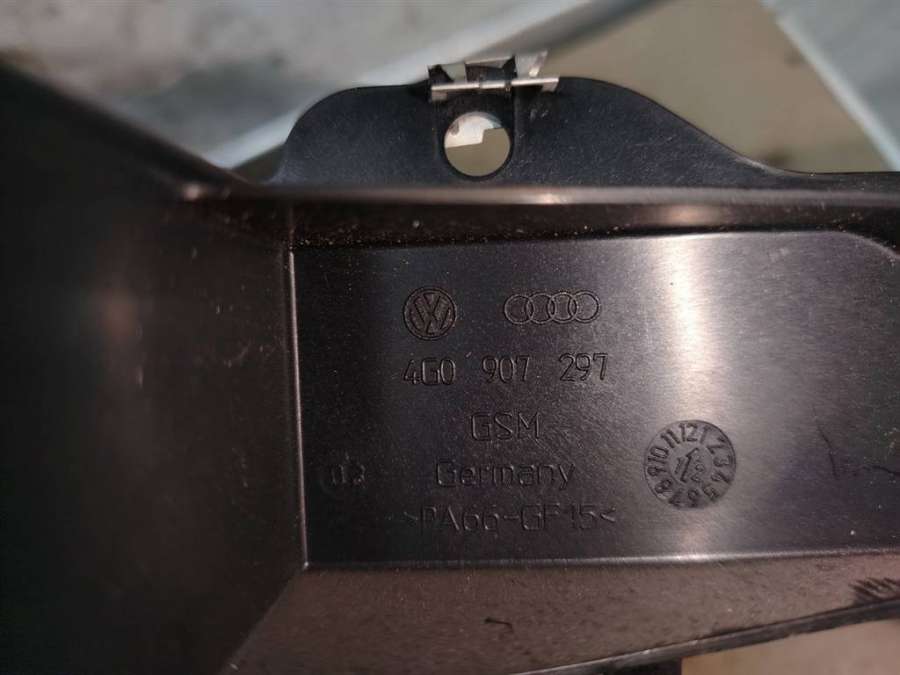 4G0 907 297
GSM
Germany
>PA66-GF15<